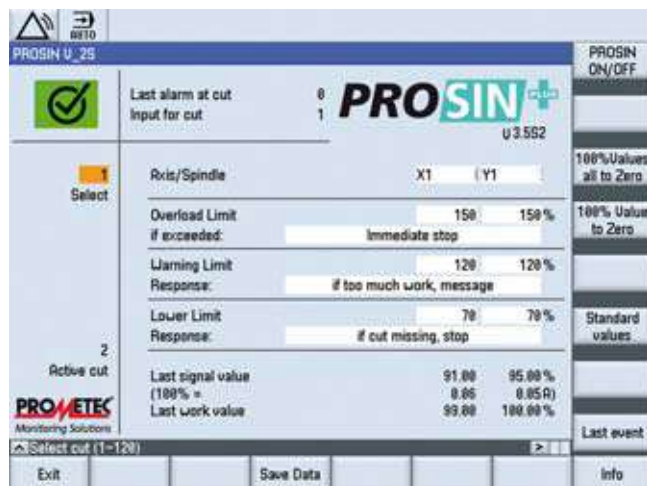 AUTO
PROSIN V_2S
PROSIN ON/OFF
Last alarm at cut 0
Input for cut 1
PROSIN PLUS
V3.5S2
1
Select
Axis/Spindle X1 Y1
100%Values all to Zero
Overload Limit 150 150 %
if exceeded: Immediate stop
100% Value to Zero
Warning Limit 120 120 %
Response: if too much work, message
Lower Limit 70 70 %
Response: if cut missing, stop
Standard values
2
Active cut
Last signal value 91.00 95.00 %
(100% = 0.06 0.05A)
Last work value 99.00 100.00 %
PROMETEC
Monitoring Solutions
Last event
Select cut (1-120)
Exit
Save Data
Info